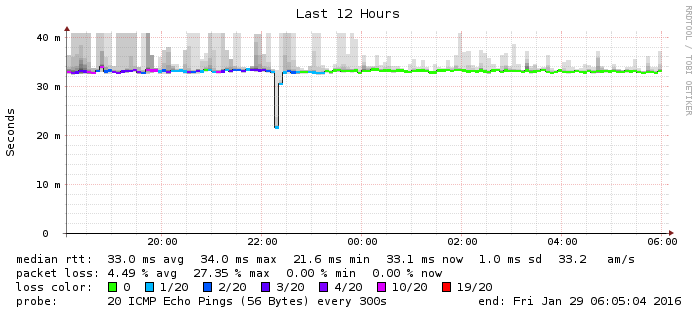 Last 12 Hours
RRDTOOL / TOBI OETIKER
Seconds
40 m
30 m
20 m
10 m
0
20:00 22:00 00:00 02:00 04:00 06:00
median rtt: 33.0 ms avg 34.0 ms max 21.6 ms min 33.1 ms now 1.0 ms sd 33.2 am/s
packet loss: 4.49 % avg 27.35 % max 0.00 % min 0.00 % now
loss color: 0 1/20 2/20 3/20 4/20 10/20 19/20
probe: 20 ICMP Echo Pings (56 Bytes) every 300s end: Fri Jan 29 06:05:04 2016